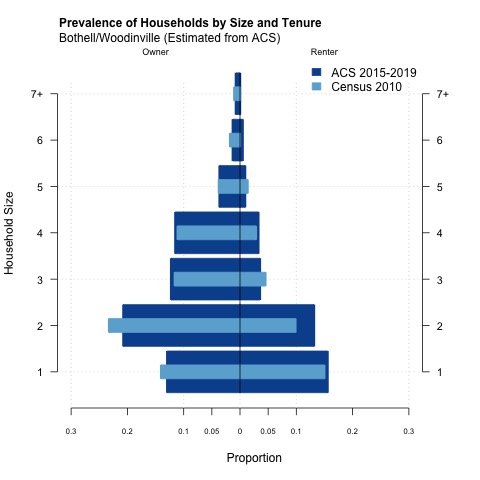 Prevalence of Households by Size and Tenure
Bothell/Woodinville (Estimated from ACS)
Owner
Renter
ACS 2015-2019
Census 2010
7+
7+
6
6
5
5
4
4
3
3
2
2
1
1
Household Size
0.3
0.2
0.1
0.05
0
0.05
0.1
0.2
0.3
Proportion